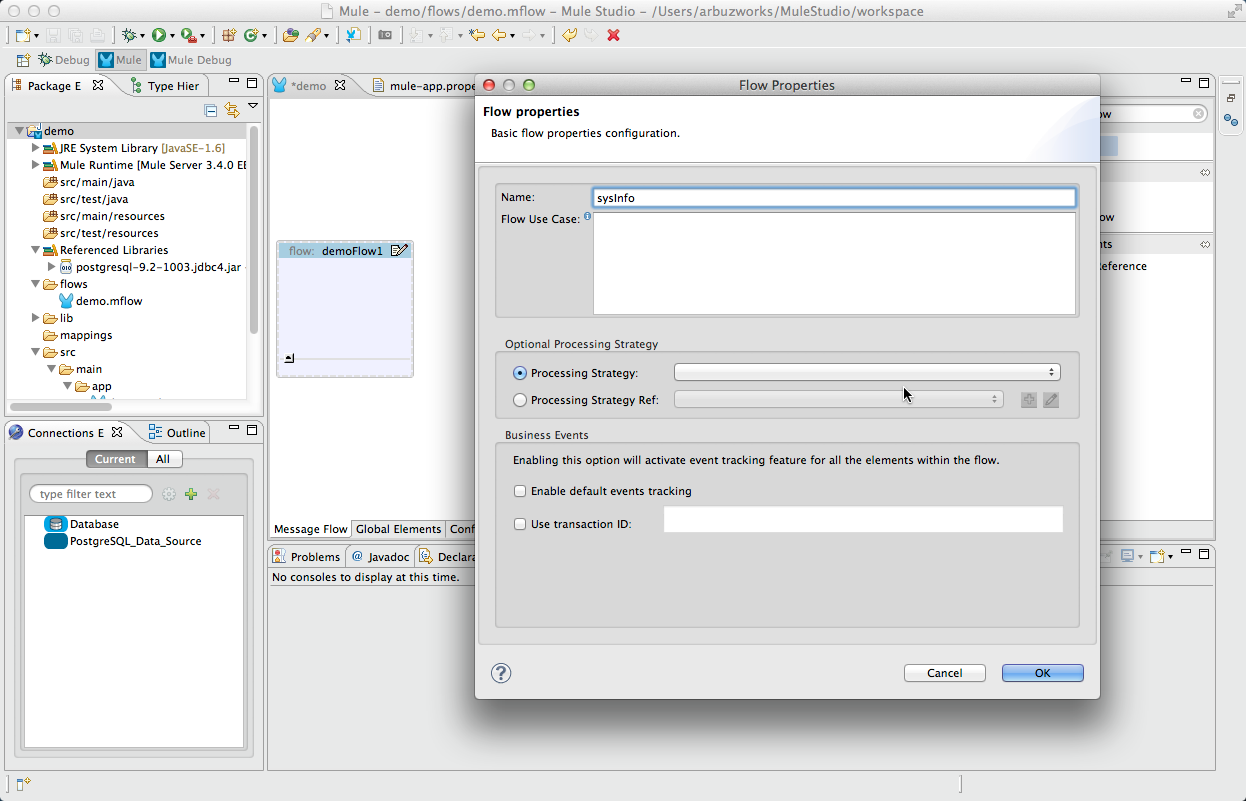 Mule – demo/flows/demo.mflow – Mule Studio – /Users/arbuzworks/MuleStudio/workspace
Debug Mule Mule Debug
Package E Type Hier
*demo mule-app.prope
demo
JRE System Library [JavaSE-1.6]
Mule Runtime [Mule Server 3.4.0 EE
src/main/java
src/test/java
src/main/resources
src/test/resources
Referenced Libraries
postgresql-9.2-1003.jdbc4.jar
flows
demo.mflow
lib
mappings
src
main
app
Connections E Outline
Current All
type filter text
Database
PostgreSQL_Data_Source
flow: demoFlow1
Message Flow Global Elements Conf
Problems @ Javadoc Declara
No consoles to display at this time.
Flow Properties
Flow properties
Basic flow properties configuration.
Name: sysInfo
Flow Use Case:
Optional Processing Strategy
Processing Strategy:
Processing Strategy Ref:
Business Events
Enabling this option will activate event tracking feature for all the elements within the flow.
Enable default events tracking
Use transaction ID:
? Cancel OK
ow
ow
nts
eference